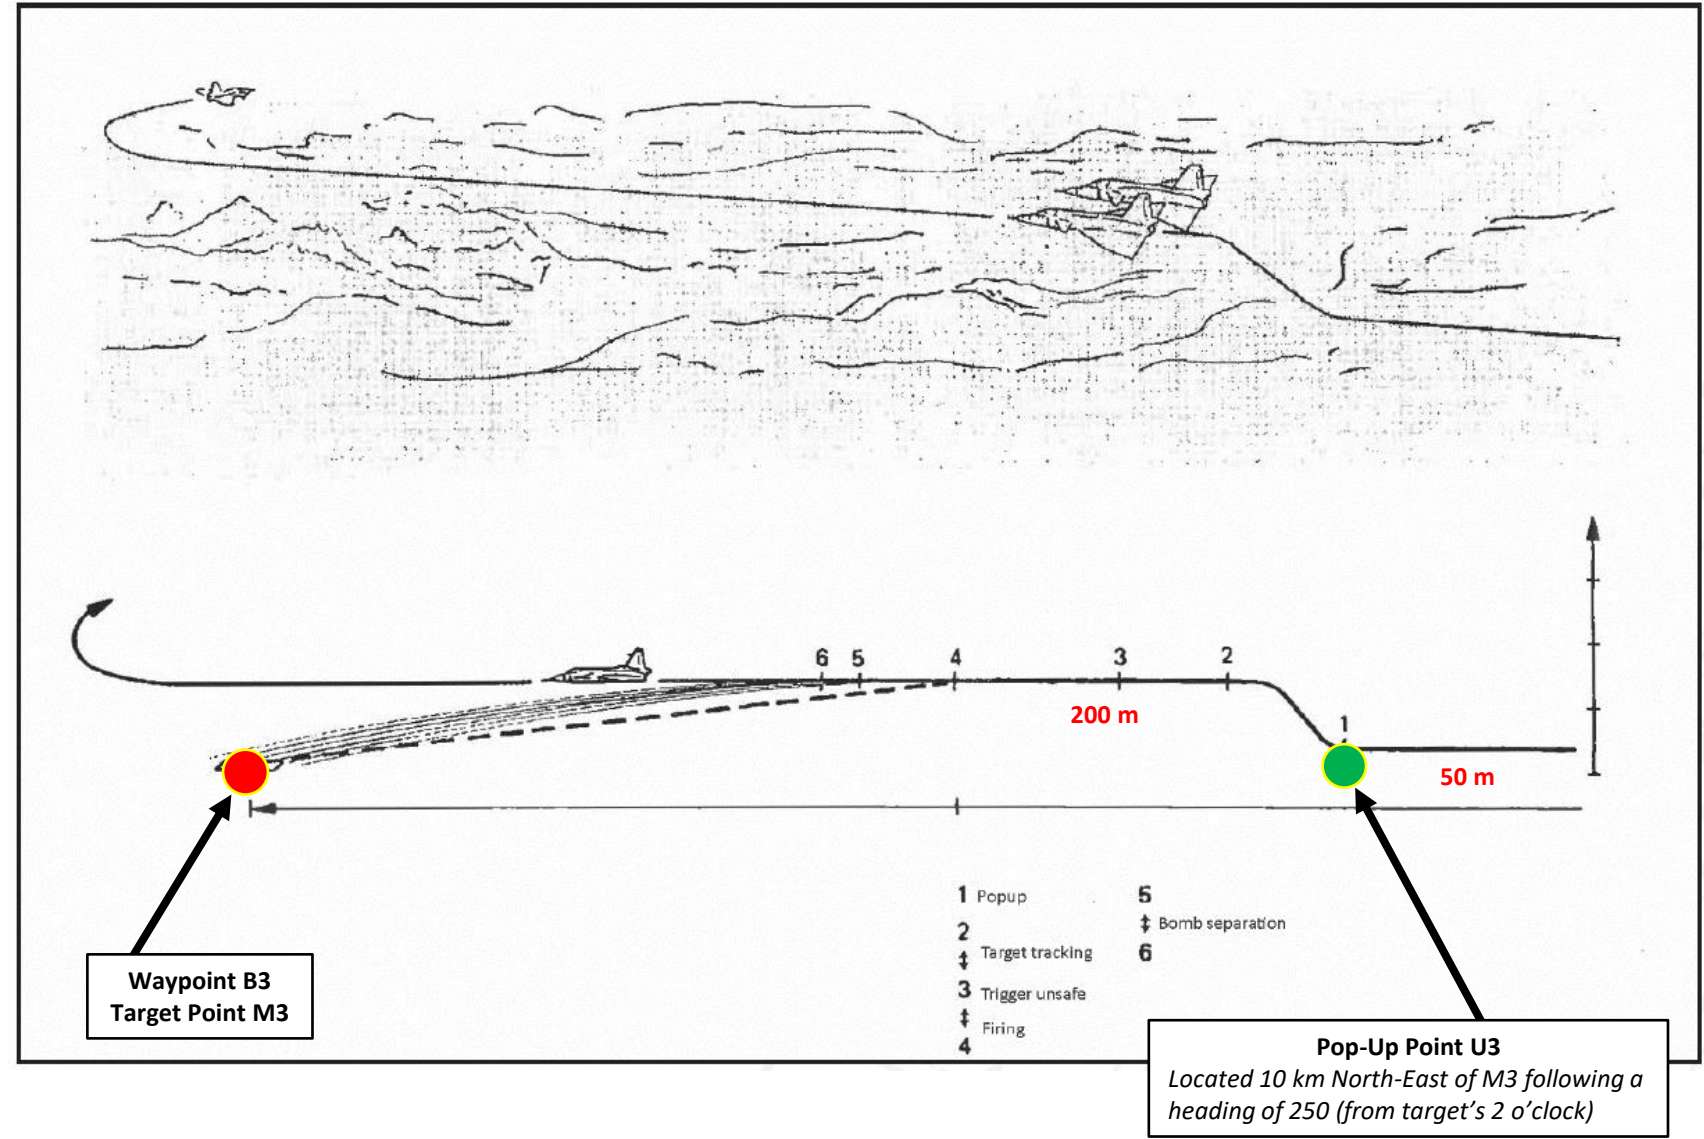 6 5 4 3 2
200 m
1
50 m
Waypoint B3
Target Point M3
1 Popup
2
↕ Target tracking
3 Trigger unsafe
↕ Firing
4
5
↕ Bomb separation
6
Pop-Up Point U3
Located 10 km North-East of M3 following a
heading of 250 (from target’s 2 o’clock)